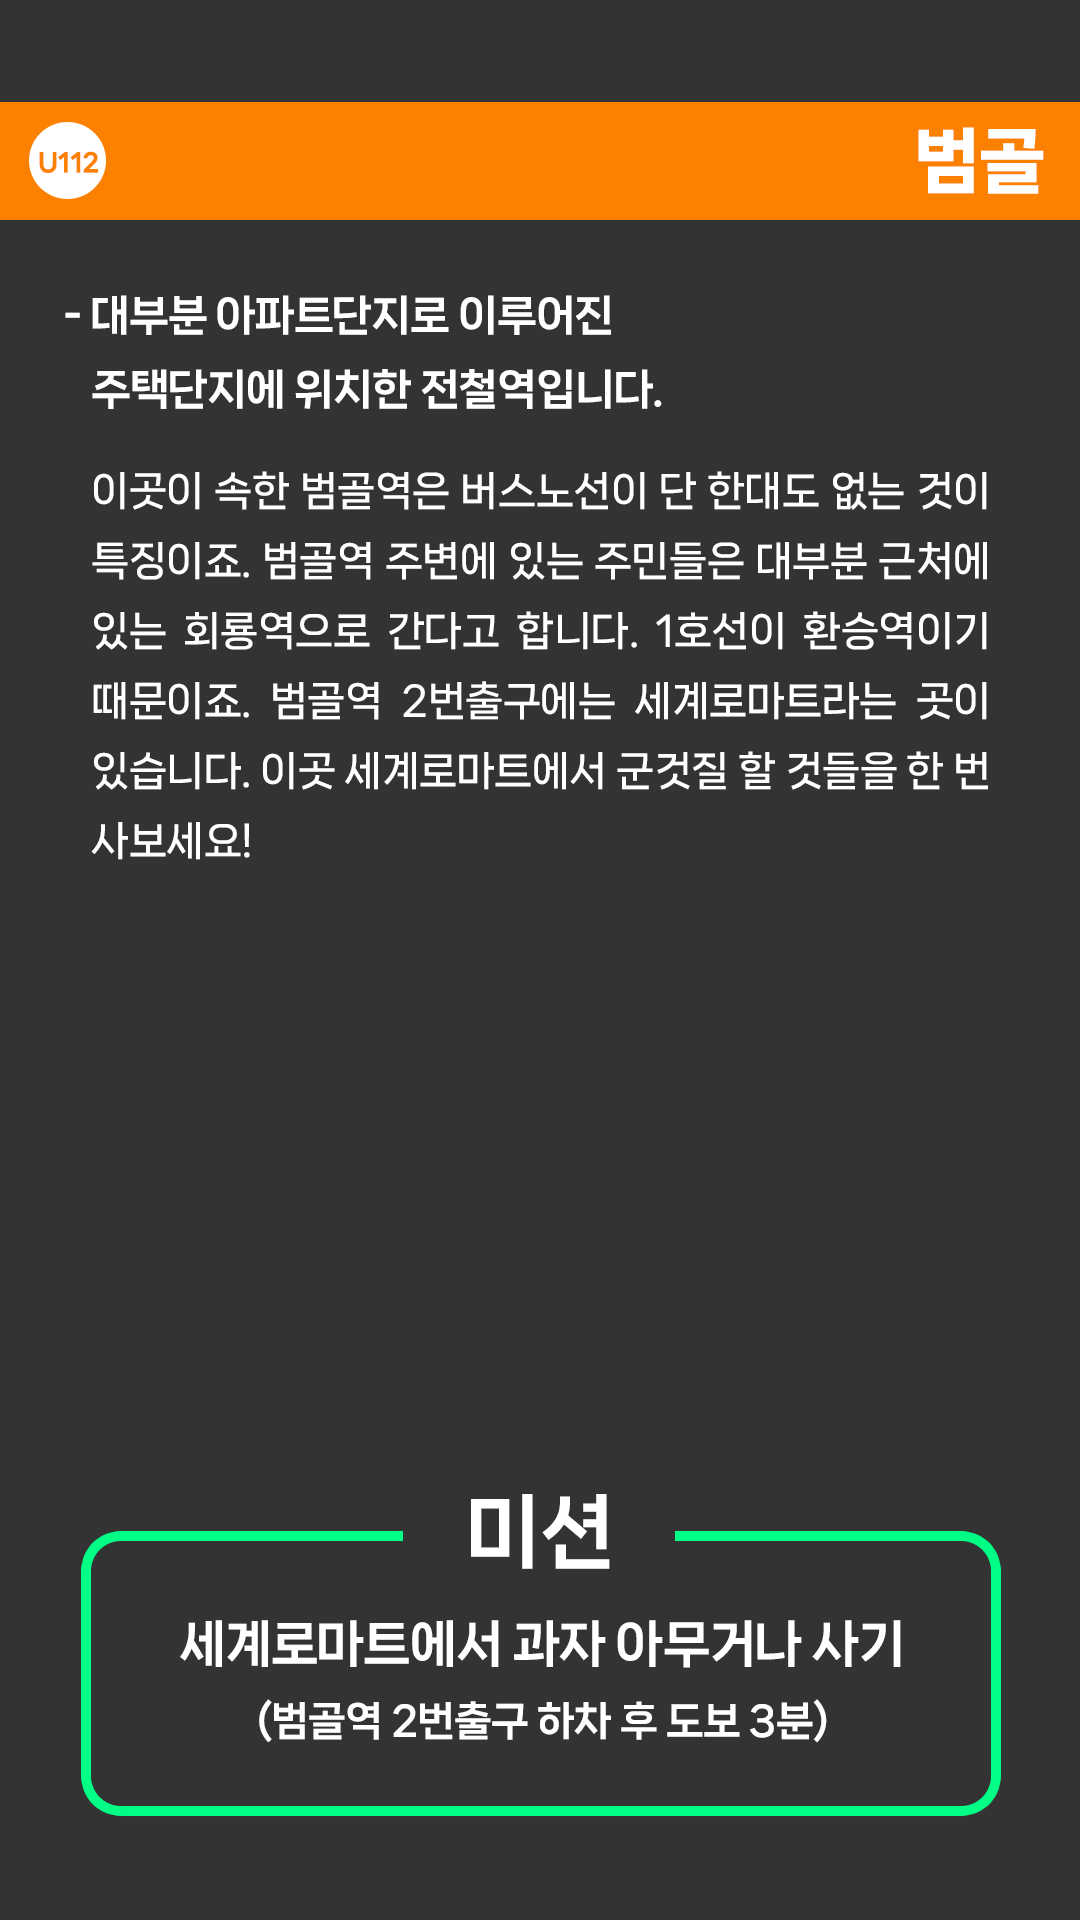 U112
범골
- 대부분 아파트단지로 이루어진
주택단지에 위치한 전철역입니다.
이곳이 속한 범골역은 버스노선이 단 한대도 없는 것이
특징이죠. 범골역 주변에 있는 주민들은 대부분 근처에
있는 회룡역으로 간다고 합니다. 1호선이 환승역이기
때문이죠. 범골역 2번출구에는 세계로마트라는 곳이
있습니다. 이곳 세계로마트에서 군것질 할 것들을 한 번
사보세요!
미션
세계로마트에서 과자 아무거나 사기
(범골역 2번출구 하차 후 도보 3분)